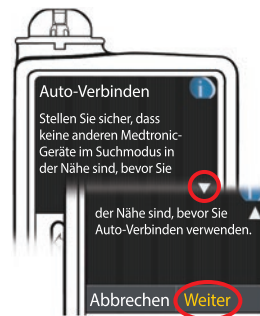 Auto-Verbinden
Stellen Sie sicher, dass
keine anderen Medtronic-
Geräte im Suchmodus in
der Nähe sind, bevor Sie
der Nähe sind, bevor Sie
Auto-Verbinden verwenden.
Abbrechen Weiter